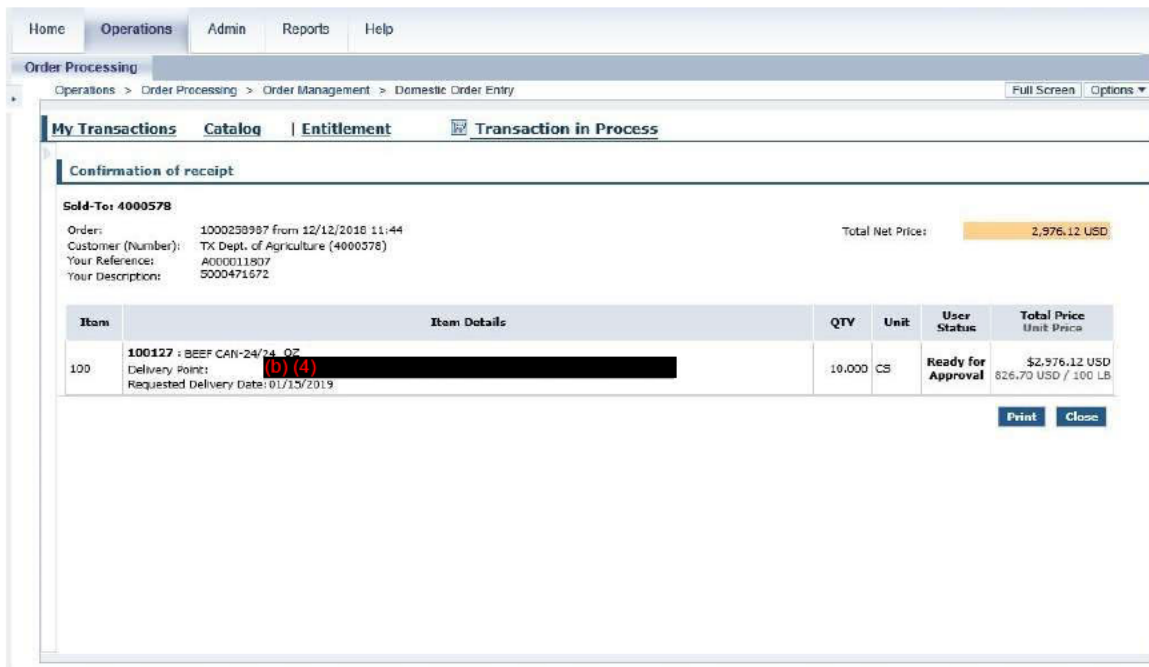 Home Operations Admin Reports Help
Order Processing
Operations > Order Processing > Order Management > Domestic Order Entry Full Screen Options
My Transactions Catalog | Entitlement Transaction in Process
Confirmation of receipt
Sold-To: 4000578
Order: 1000258987 from 12/12/2018 11:44 Total Net Price: 2,976.12 USD
Customer (Number): TX Dept. of Agriculture (4000578)
Your Reference: A000011807
Your Description: 5000471672
Item Item Details QTY Unit User Status Total Price Unit Price
100 100127 : BEEF CAN-24/24 OZ 10.000 CS Ready for Approval $2,976.12 USD 826.70 USD / 100 LB
Delivery Point: (b) (4)
Requested Delivery Date: 01/15/2019
Print Close